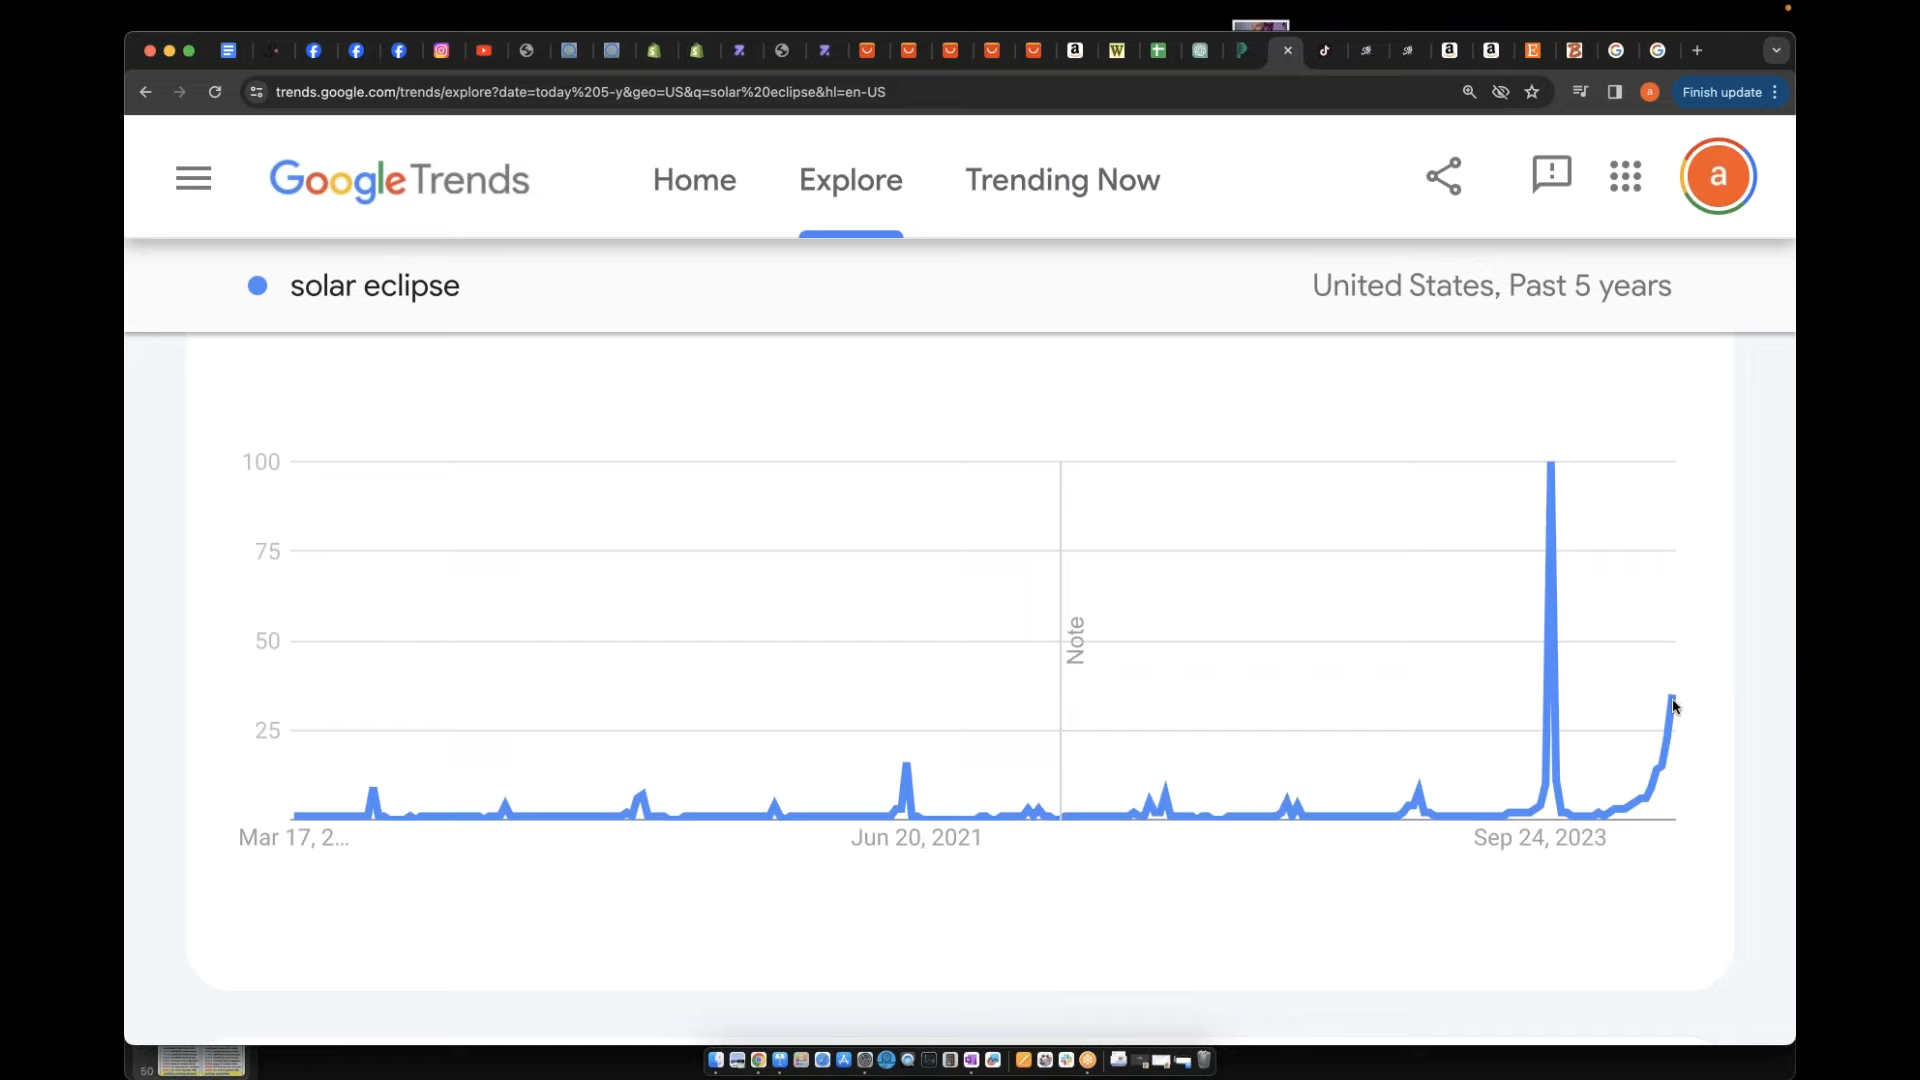 trends.google.com/trends/explore?date=today%205-y&geo=US&q=solar%20eclipse&hl=en-US
a
Finish update
Google Trends
Home
Explore
Trending Now
a
solar eclipse
United States, Past 5 years
100
75
50
25
Note
Mar 17, 2...
Jun 20, 2021
Sep 24, 2023
50